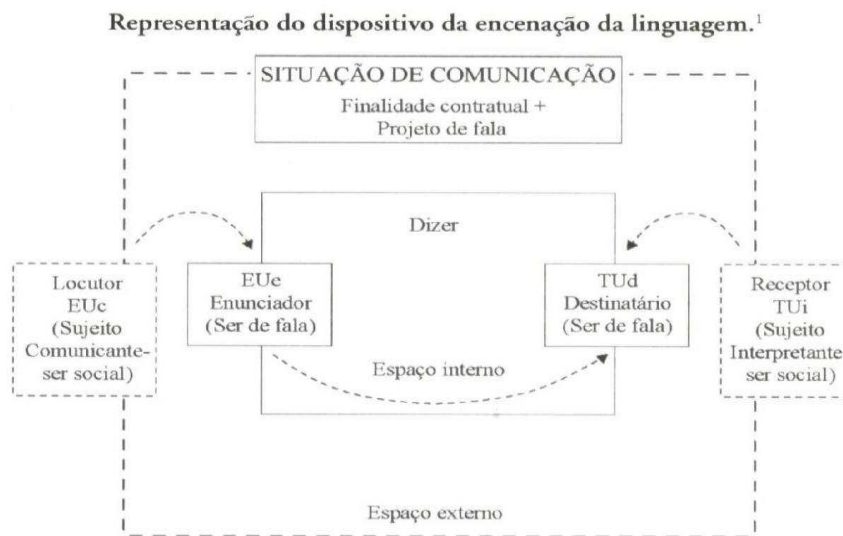 Representação do dispositivo da encenação da linguagem.¹
SITUAÇÃO DE COMUNICAÇÃO
Finalidade contratual +
Projeto de fala
Dizer
Locutor
EUc
(Sujeito
Comunicante-
ser social)
EUe
Enunciador
(Ser de fala)
TUd
Destinatário
(Ser de fala)
Receptor
TUi
(Sujeito
Interpretante
ser social)
Espaço interno
Espaço externo